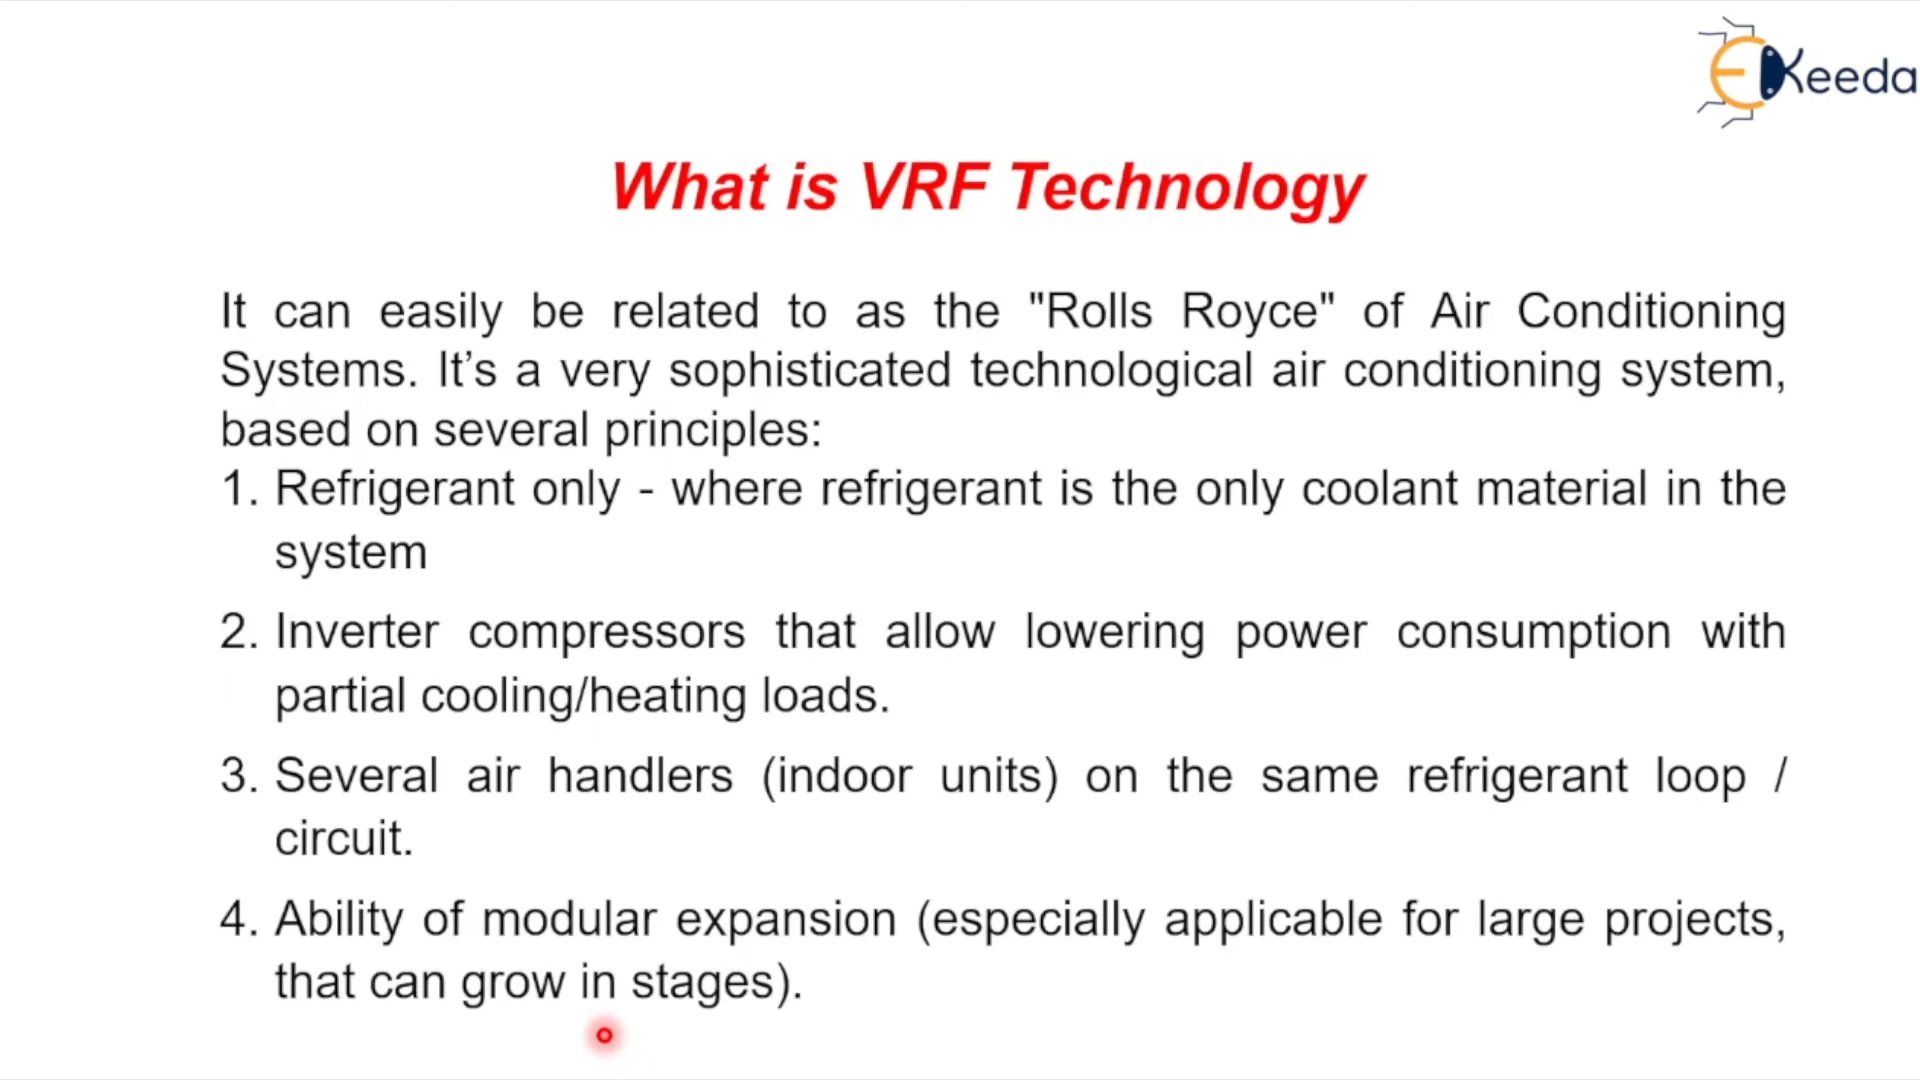 EKeeda
What is VRF Technology
It can easily be related to as the "Rolls Royce" of Air Conditioning
Systems. It’s a very sophisticated technological air conditioning system,
based on several principles:
1. Refrigerant only - where refrigerant is the only coolant material in the
system
2. Inverter compressors that allow lowering power consumption with
partial cooling/heating loads.
3. Several air handlers (indoor units) on the same refrigerant loop /
circuit.
4. Ability of modular expansion (especially applicable for large projects,
that can grow in stages).